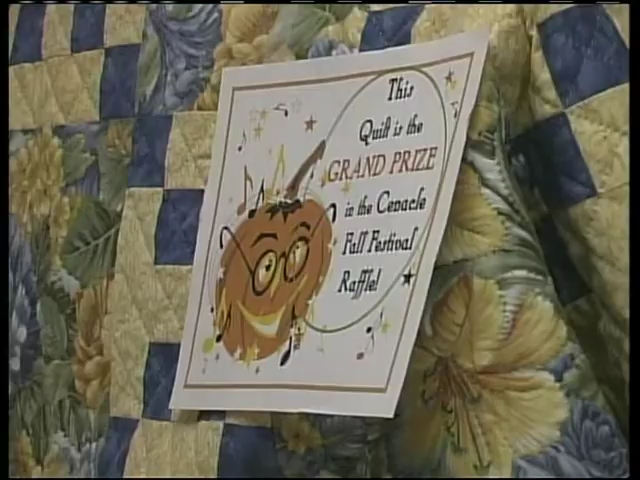 This
Quilt is the
GRAND PRIZE
in the Cenacle
Fall Festival
Raffle!